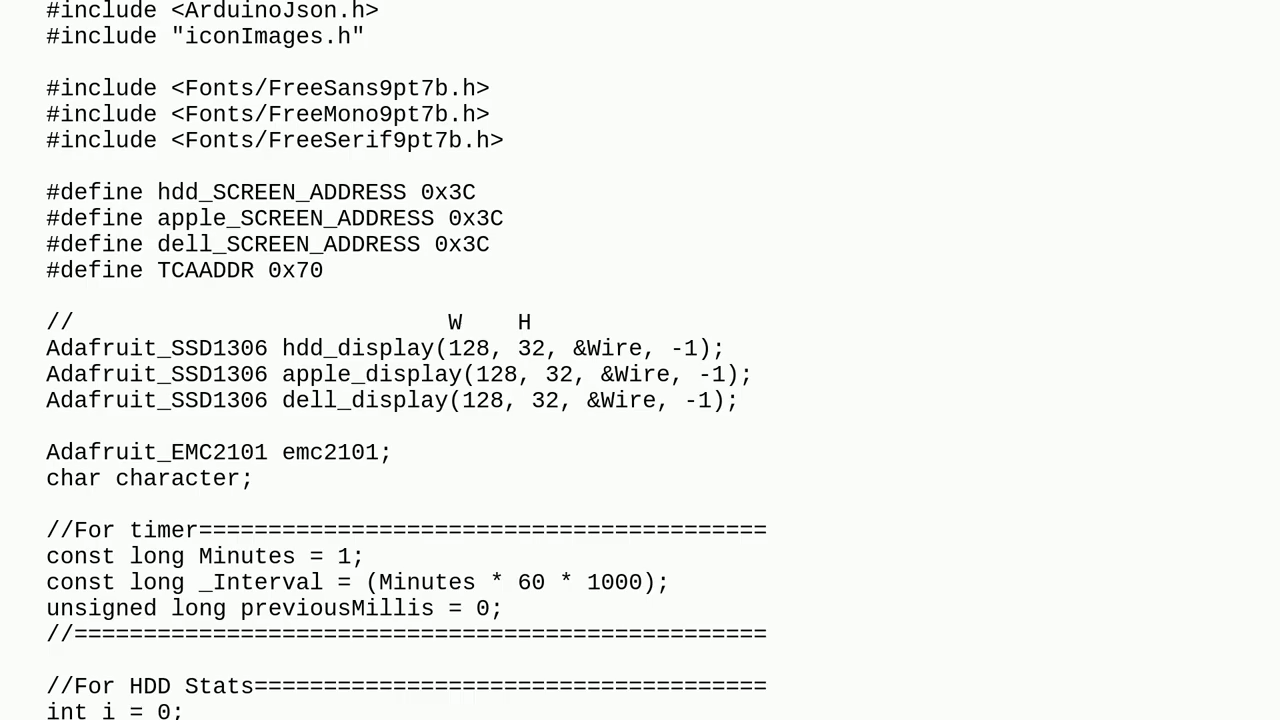 #include <ArduinoJson.h>
#include "iconImages.h"
#include <Fonts/FreeSans9pt7b.h>
#include <Fonts/FreeMono9pt7b.h>
#include <Fonts/FreeSerif9pt7b.h>
#define hdd_SCREEN_ADDRESS 0x3C
#define apple_SCREEN_ADDRESS 0x3C
#define dell_SCREEN_ADDRESS 0x3C
#define TCAADDR 0x70
//                           W    H
Adafruit_SSD1306 hdd_display(128, 32, &Wire, -1);
Adafruit_SSD1306 apple_display(128, 32, &Wire, -1);
Adafruit_SSD1306 dell_display(128, 32, &Wire, -1);
Adafruit_EMC2101 emc2101;
char character;
//For timer=========================================
const long Minutes = 1;
const long _Interval = (Minutes * 60 * 1000);
unsigned long previousMillis = 0;
//==================================================
//For HDD Stats=====================================
int i = 0;